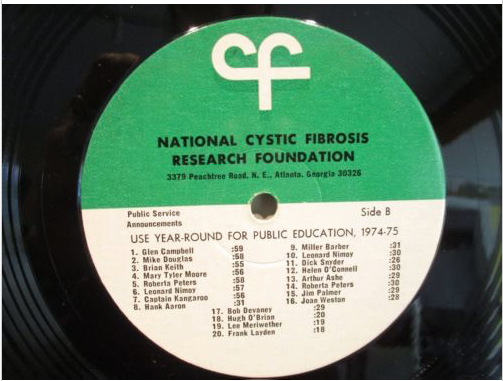 cf
NATIONAL CYSTIC FIBROSIS
RESEARCH FOUNDATION
3379 Peachtree Road, N. E., Atlanta, Georgia 30326
Public Service
Announcements
Side B
USE YEAR-ROUND FOR PUBLIC EDUCATION, 1974-75
1. Glen Campbell :59
2. Mike Douglas :58
3. Brian Keith :55
4. Mary Tyler Moore :56
5. Roberta Peters :58
6. Leonard Nimoy :57
7. Captain Kangaroo :56
8. Hank Aaron :31
9. Miller Barber :31
10. Leonard Nimoy :30
11. Dick Snyder :26
12. Helen O'Connell :30
13. Arthur Ashe :29
14. Roberta Peters :30
15. Jim Palmer :29
16. Joan Weston :28
17. Bob Devaney :29
18. Hugh O'Brian :20
19. Lee Meriwether :19
20. Frank Layden :18